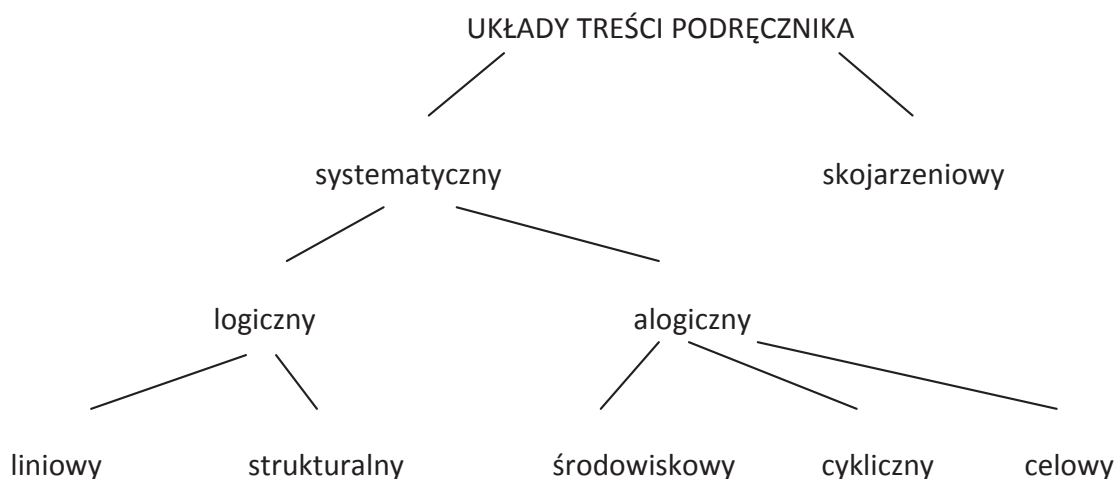 UKŁADY TREŚCI PODRĘCZNIKA
systematyczny skojarzeniowy
logiczny alogiczny
liniowy strukturalny środowiskowy cykliczny celowy